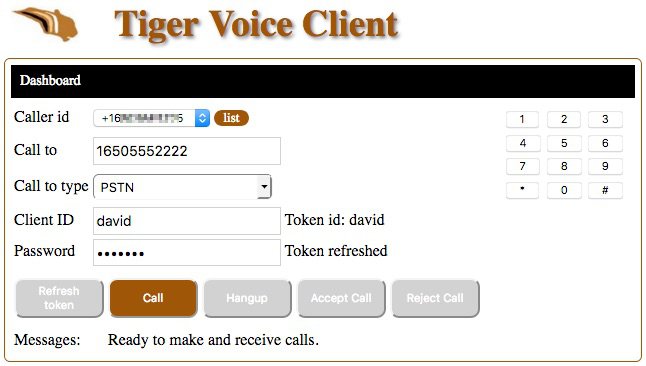 Tiger Voice Client
Dashboard
Caller id
list
1 2 3
Call to 16505552222
4 5 6
Call to type PSTN
7 8 9
* 0 #
Client ID david Token id: david
Password ••••••• Token refreshed
Refresh token Call Hangup Accept Call Reject Call
Messages: Ready to make and receive calls.